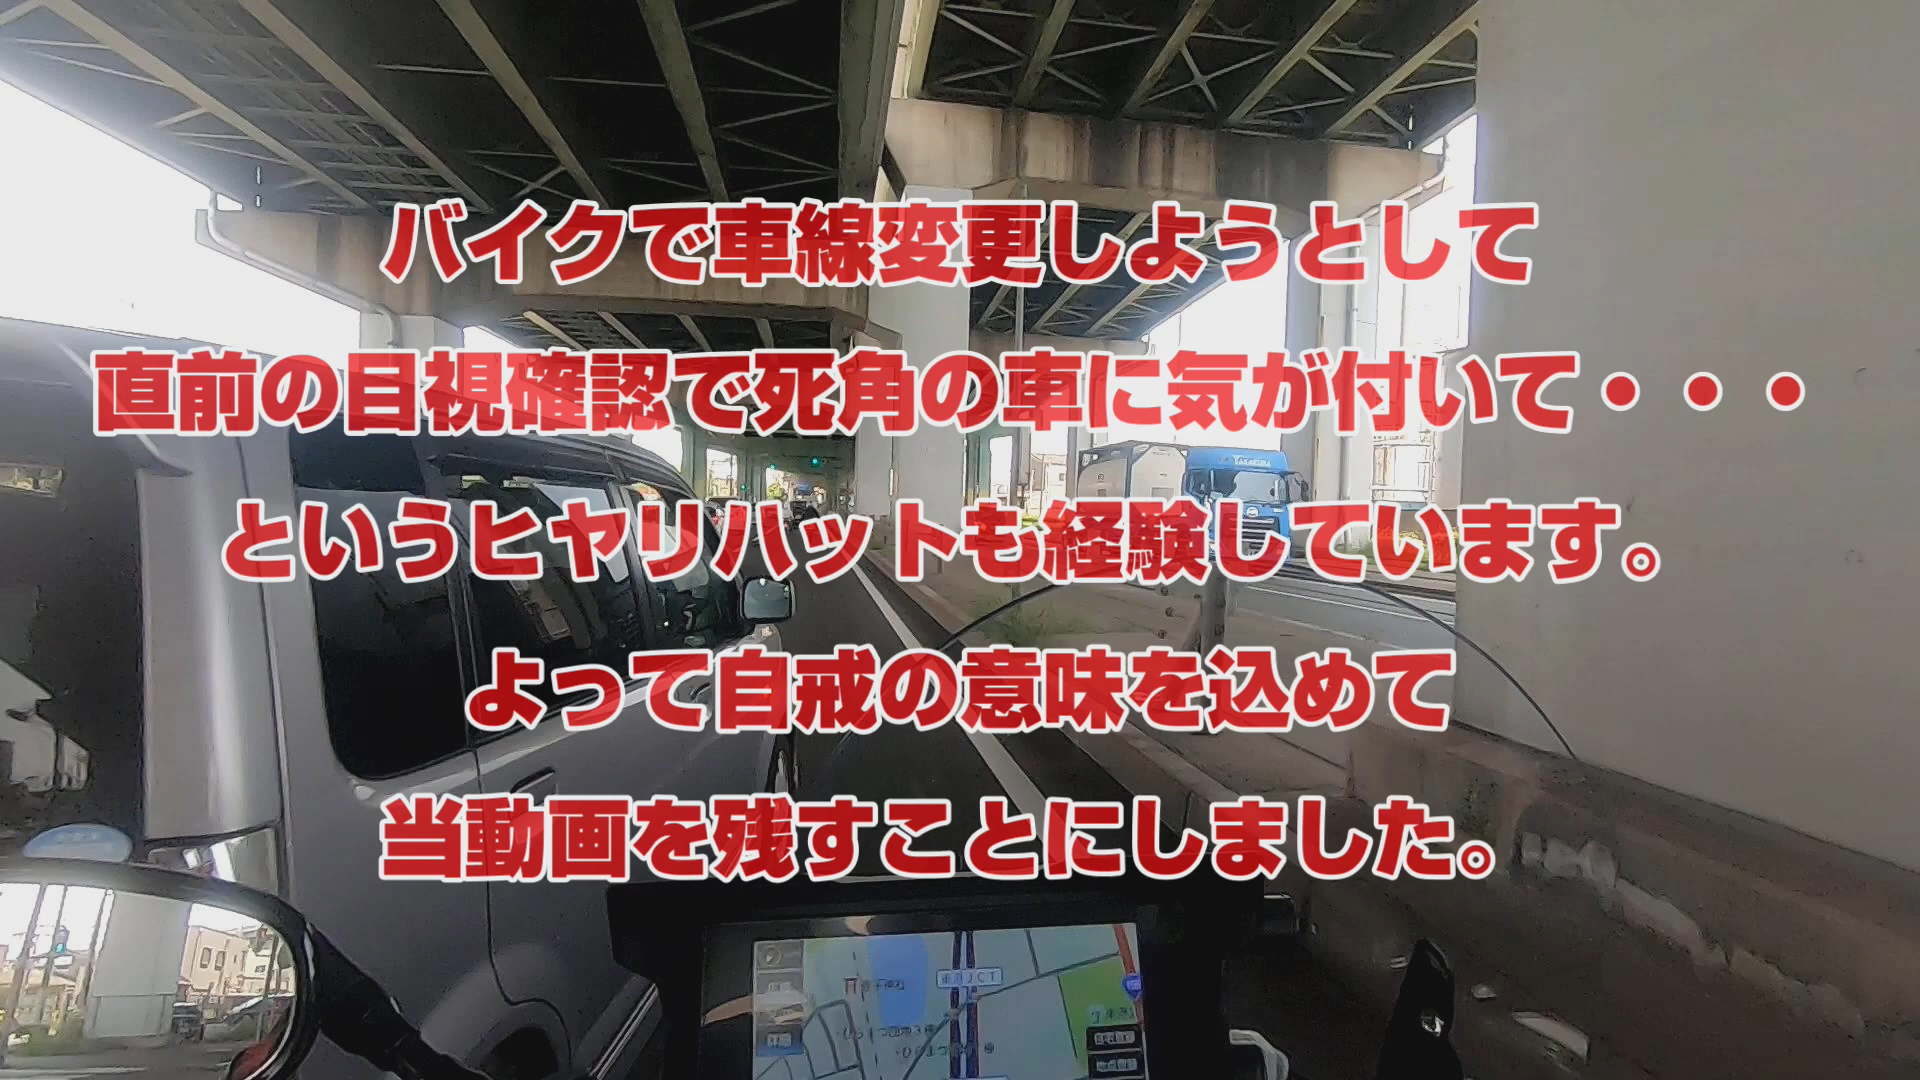 バイクで車線変更しようとして
直前の目視確認で死角の車に気が付いて・・・
というヒヤリハットも経験しています。
よって自戒の意味を込めて
当動画を残すことにしました。